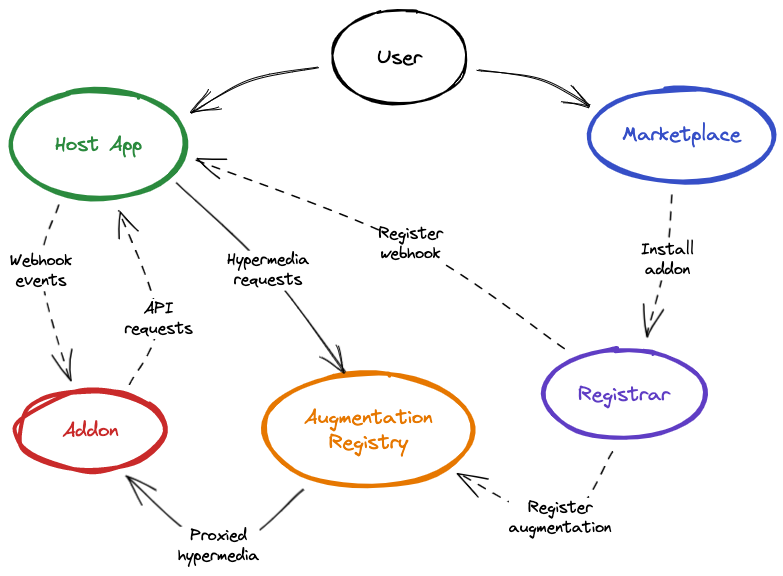 User
Host App
Marketplace
Register
webhook
Webhook
events
Hypermedia
requests
Install
addon
API
requests
Registrar
Addon
Augmentation
Registry
Register
augmentation
Proxied
hypermedia